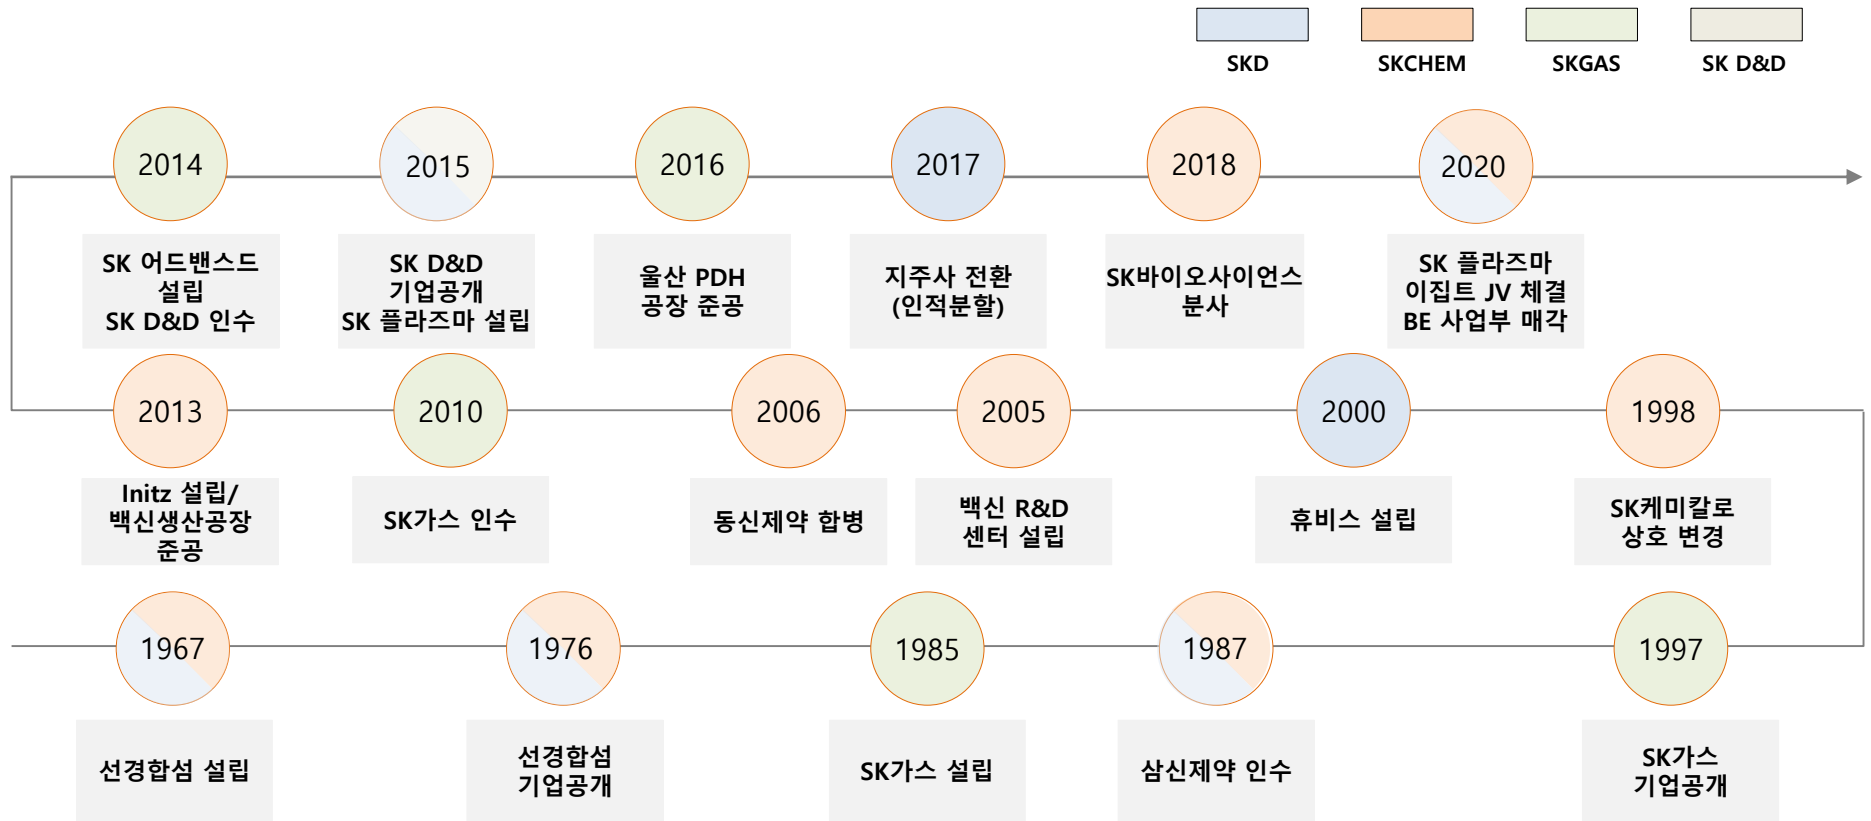 SKD
SKCHEM
SKGAS
SK D&D
2014
2015
2016
2017
2018
2020
SK 어드밴스드
설립
SK D&D 인수
SK D&D
기업공개
SK 플라즈마 설립
울산 PDH
공장 준공
지주사 전환
(인적분할)
SK바이오사이언스
분사
SK 플라즈마
이집트 JV 체결
BE 사업부 매각
2013
2010
2006
2005
2000
1998
Initz 설립/
백신생산공장
준공
SK가스 인수
동신제약 합병
백신 R&D
센터 설립
휴비스 설립
SK케미칼로
상호 변경
1967
1976
1985
1987
1997
선경합섬 설립
선경합섬
기업공개
SK가스 설립
삼신제약 인수
SK가스
기업공개